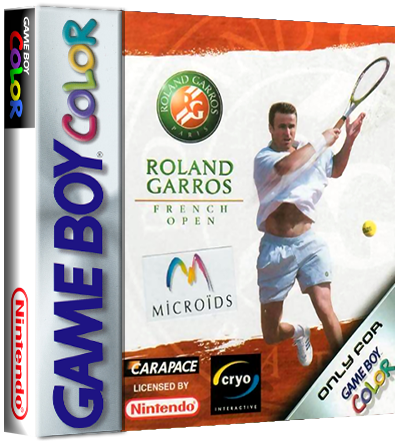 GAME BOY
COLOR
Nintendo
GAME BOY COLOR
ROLAND GARROS
PARIS
RG
ROLAND
GARROS
FRENCH
OPEN
MiCROÏDS
CARAPACE
LICENSED BY
Nintendo
cryo
INTERACTIVE
ONLY FOR
GAME BOY
COLOR